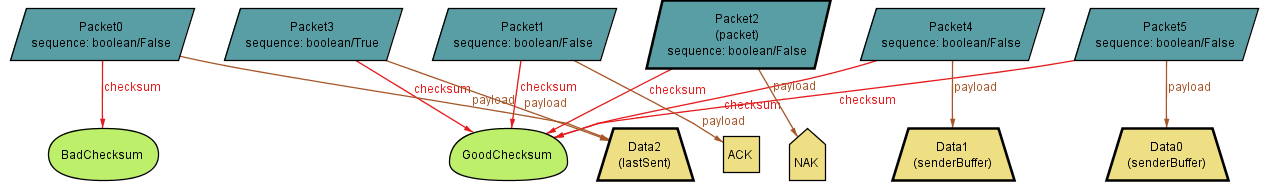 Packet0
sequence: boolean/False
Packet3
sequence: boolean/True
Packet1
sequence: boolean/False
Packet2
(packet)
sequence: boolean/False
Packet4
sequence: boolean/False
Packet5
sequence: boolean/False
checksum
checksum
payload
checksum
payload
checksum
payload
checksum
payload
checksum
payload
payload
BadChecksum
GoodChecksum
Data2
(lastSent)
ACK
NAK
Data1
(senderBuffer)
Data0
(senderBuffer)